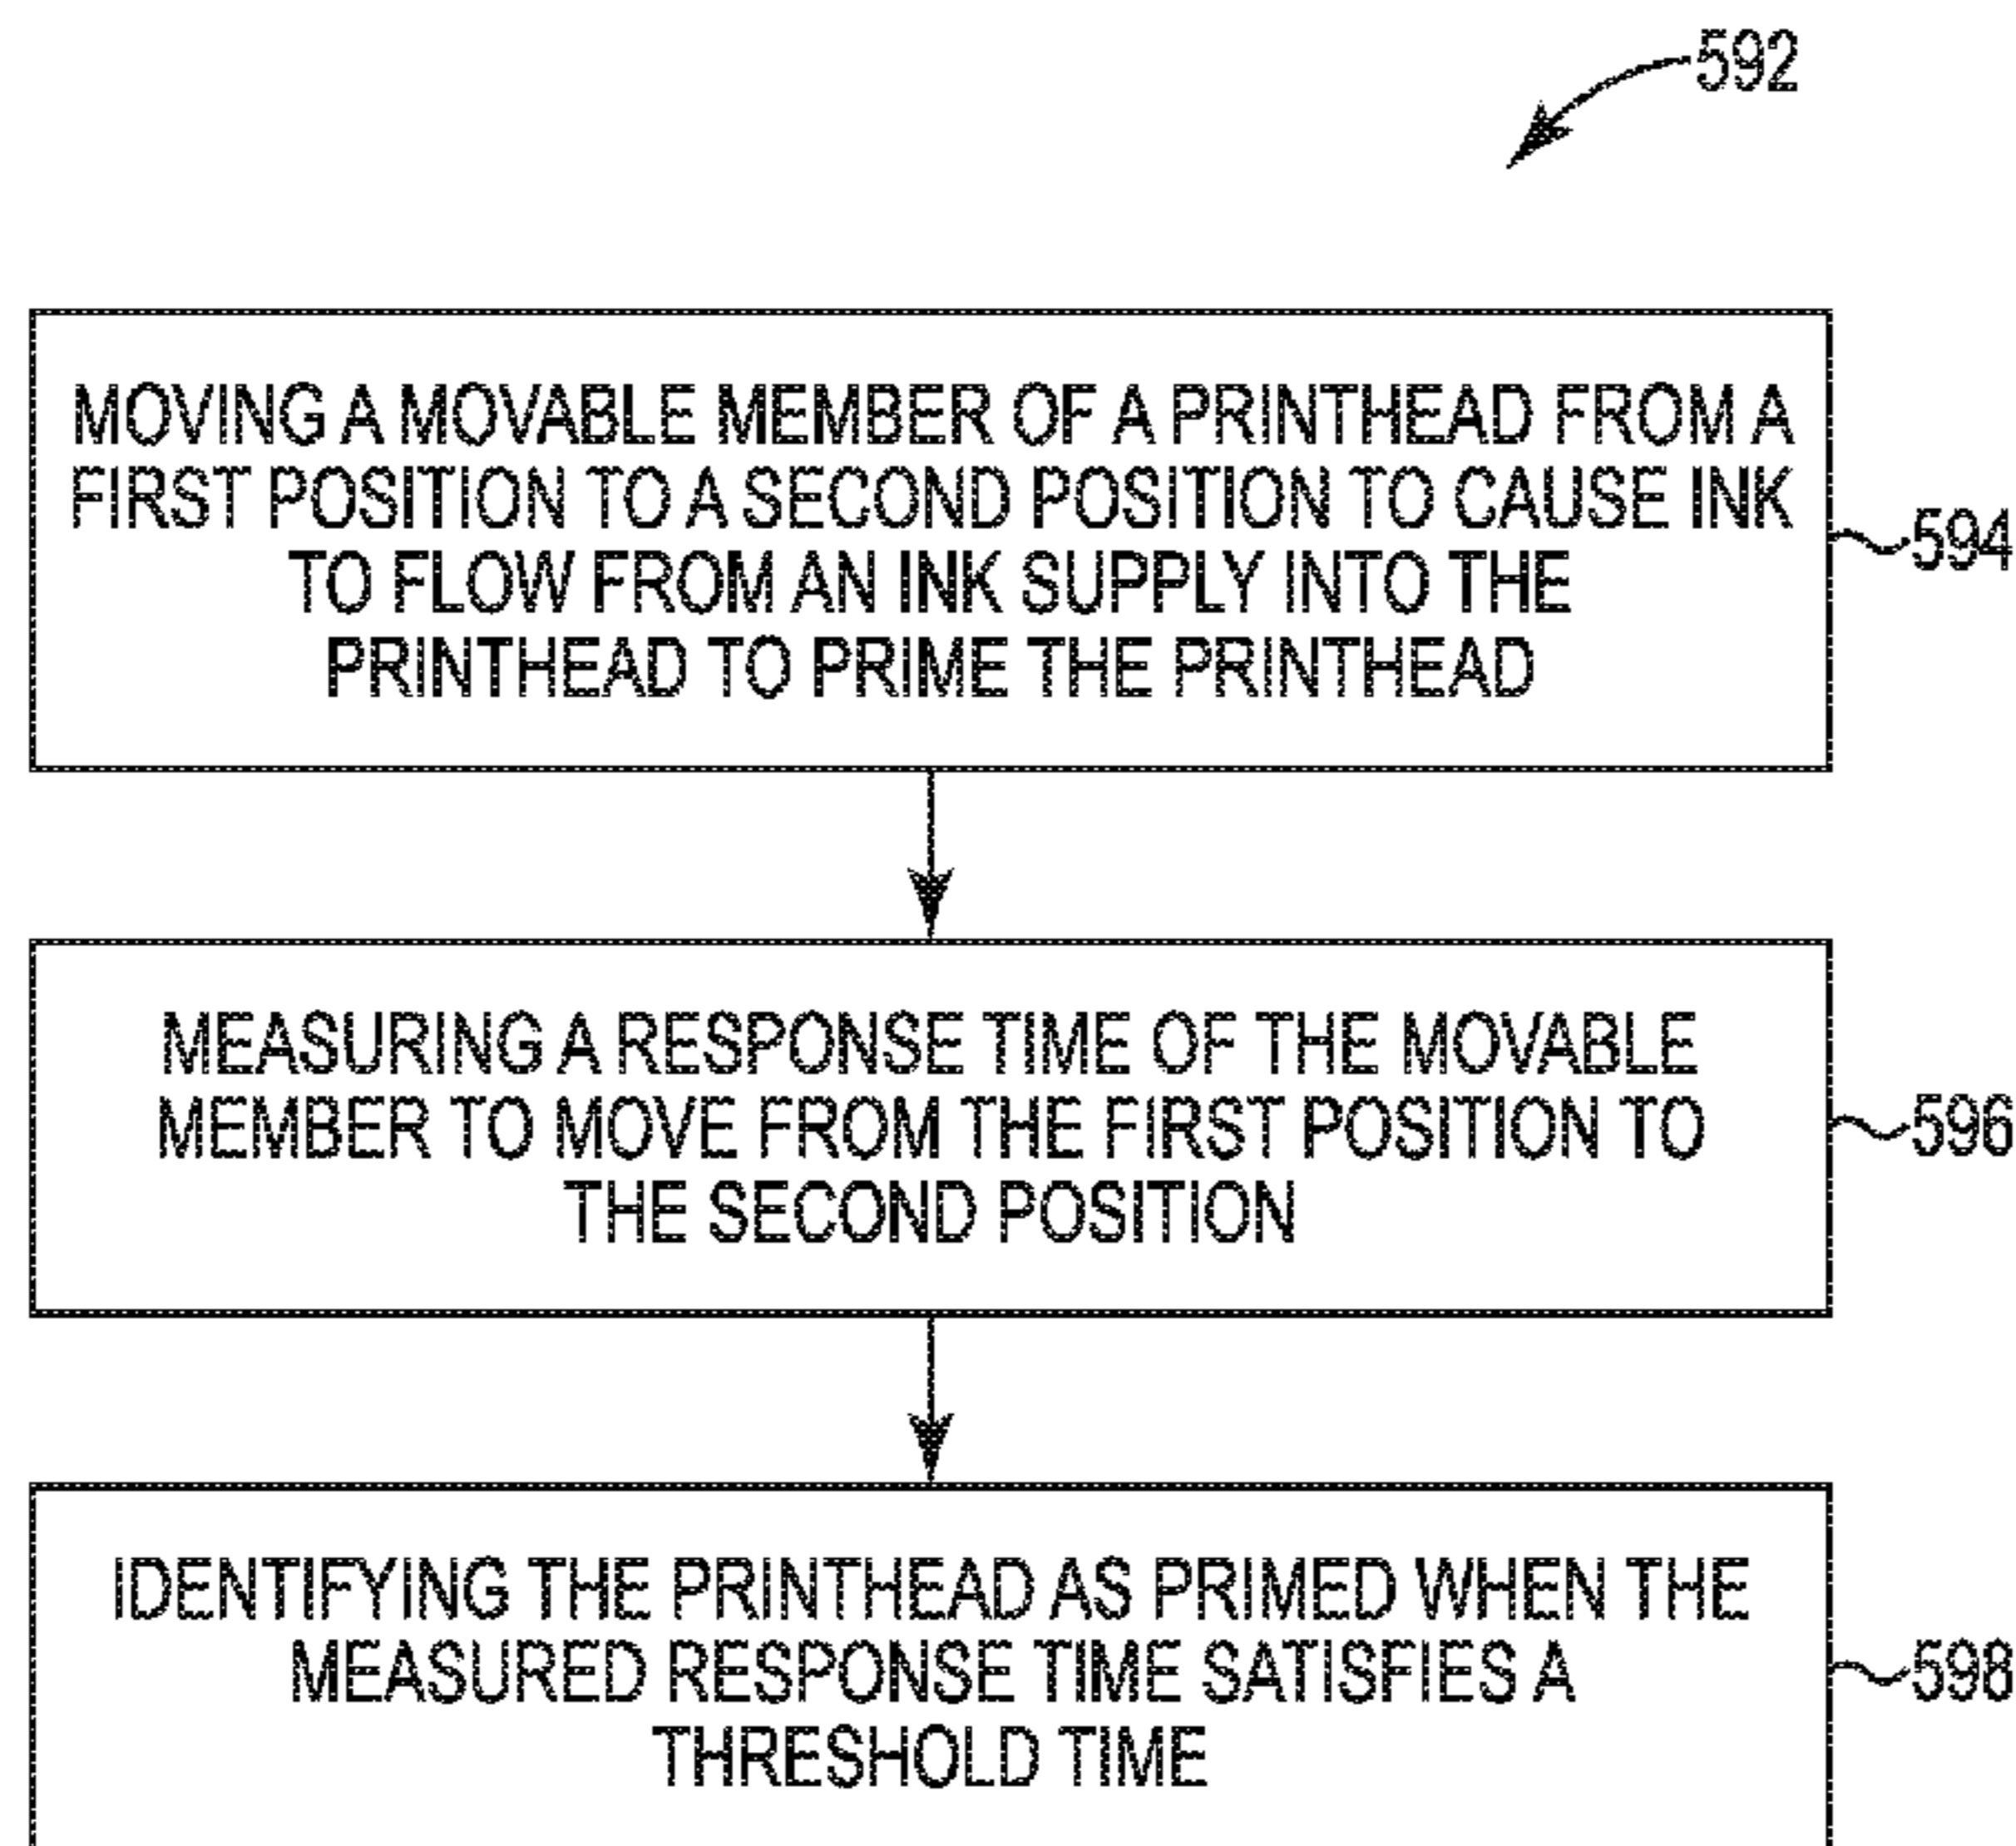 592
MOVING A MOVABLE MEMBER OF A PRINTHEAD FROM A
FIRST POSITION TO A SECOND POSITION TO CAUSE INK
TO FLOW FROM AN INK SUPPLY INTO THE
PRINTHEAD TO PRIME THE PRINTHEAD
594
MEASURING A RESPONSE TIME OF THE MOVABLE
MEMBER TO MOVE FROM THE FIRST POSITION TO
THE SECOND POSITION
596
IDENTIFYING THE PRINTHEAD AS PRIMED WHEN THE
MEASURED RESPONSE TIME SATISFIES A
THRESHOLD TIME
598